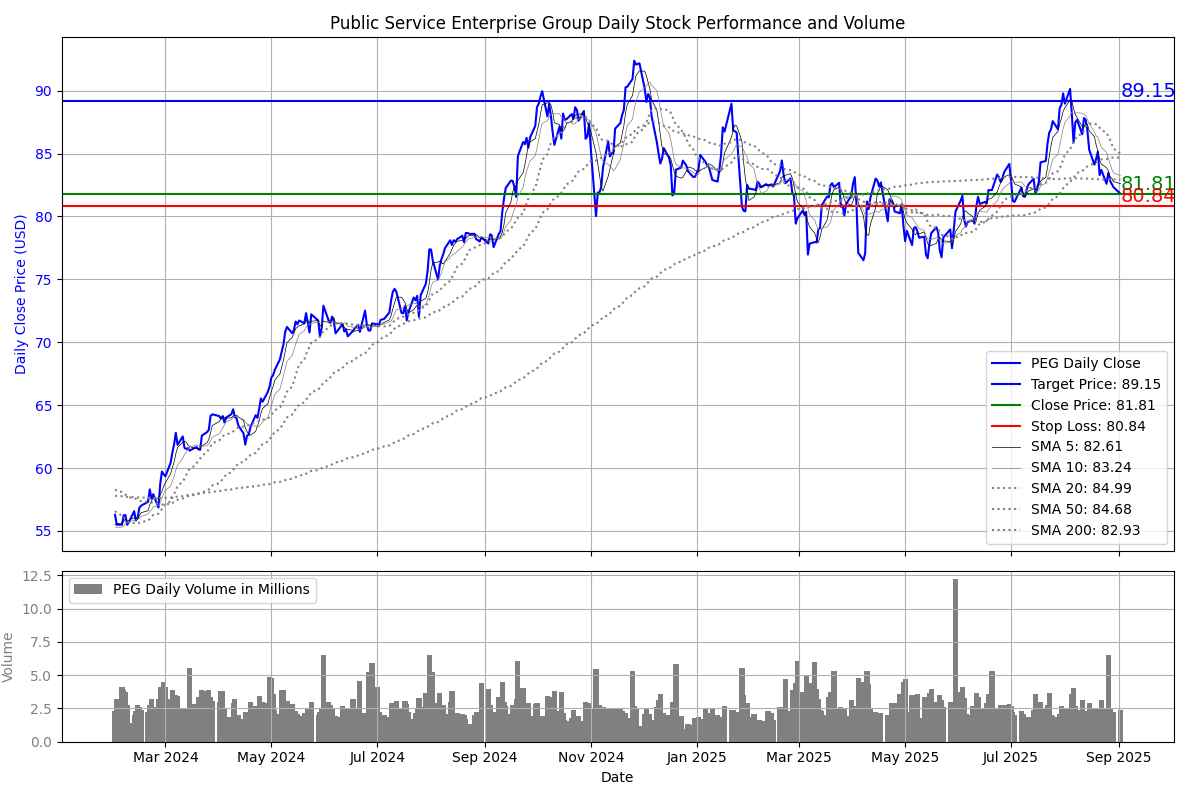 Public Service Enterprise Group Daily Stock Performance and Volume
Daily Close Price (USD)
90
85
80
75
70
65
60
55
89.15
81.81
80.84
PEG Daily Close
Target Price: 89.15
Close Price: 81.81
Stop Loss: 80.84
SMA 5: 82.61
SMA 10: 83.24
SMA 20: 84.99
SMA 50: 84.68
SMA 200: 82.93
Volume
12.5
10.0
7.5
5.0
2.5
0.0
PEG Daily Volume in Millions
Mar 2024 May 2024 Jul 2024 Sep 2024 Nov 2024 Jan 2025 Mar 2025 May 2025 Jul 2025 Sep 2025
Date